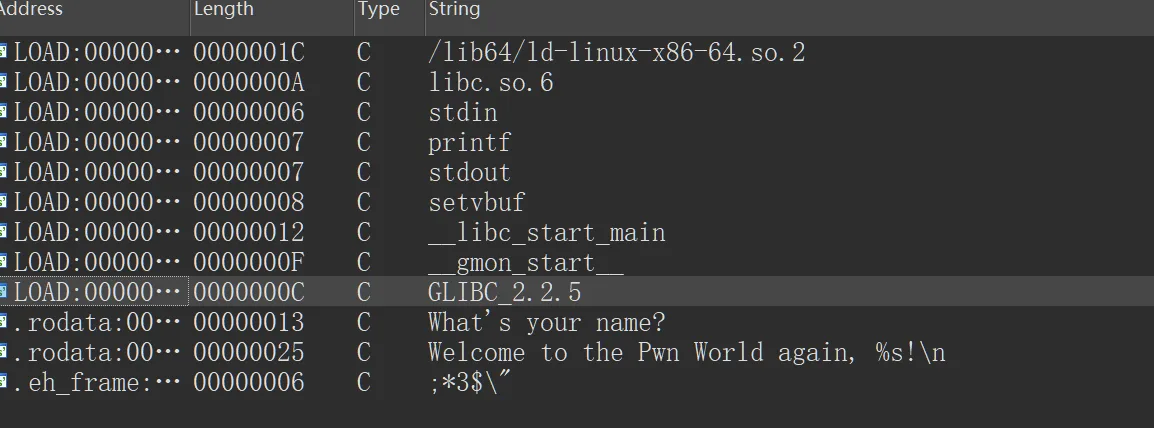 Address Length Type String
LOAD:00000… 0000001C C /lib64/ld-linux-x86-64.so.2
LOAD:00000… 0000000A C libc.so.6
LOAD:00000… 00000006 C stdin
LOAD:00000… 00000007 C printf
LOAD:00000… 00000007 C stdout
LOAD:00000… 00000008 C setvbuf
LOAD:00000… 00000012 C __libc_start_main
LOAD:00000… 0000000F C __gmon_start__
LOAD:00000… 0000000C C GLIBC_2.2.5
.rodata:00… 00000013 C What's your name?
.rodata:00… 00000025 C Welcome to the Pwn World again, %s!\n
.eh_frame:… 00000006 C ;*3$\"